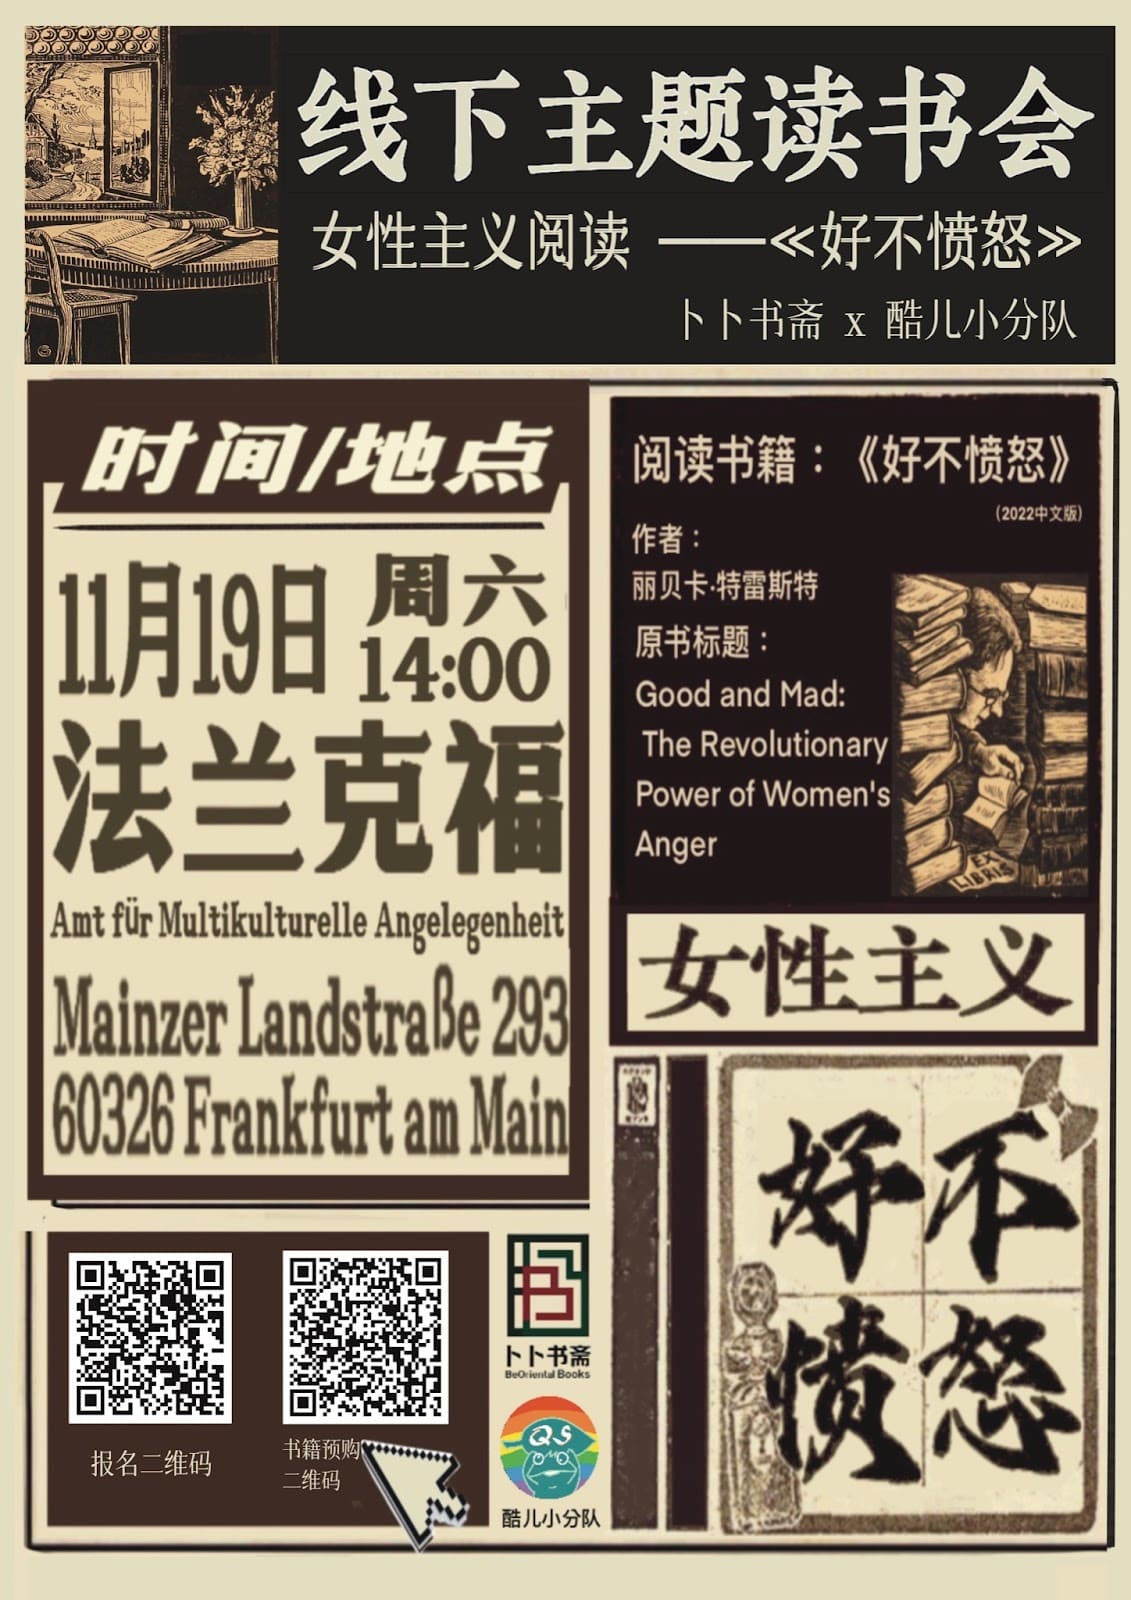 线下主题读书会
女性主义阅读 ——≪好不愤怒≫
卜卜书斋 x 酷儿小分队
时间/地点
11月19日 周六 14:00
法兰克福
Amt für Multikulturelle Angelegenheit
Mainzer Landstraße 293
60326 Frankfurt am Main
阅读书籍：《好不愤怒》
(2022中文版)
作者：
丽贝卡·特雷斯特
原书标题：
Good and Mad:
The Revolutionary
Power of Women's
Anger
EX
LIBRIS
女性主义
好不
愤怒
报名二维码
书籍预购
二维码
卜卜书斋
BeOriental Books
QS
酷儿小分队